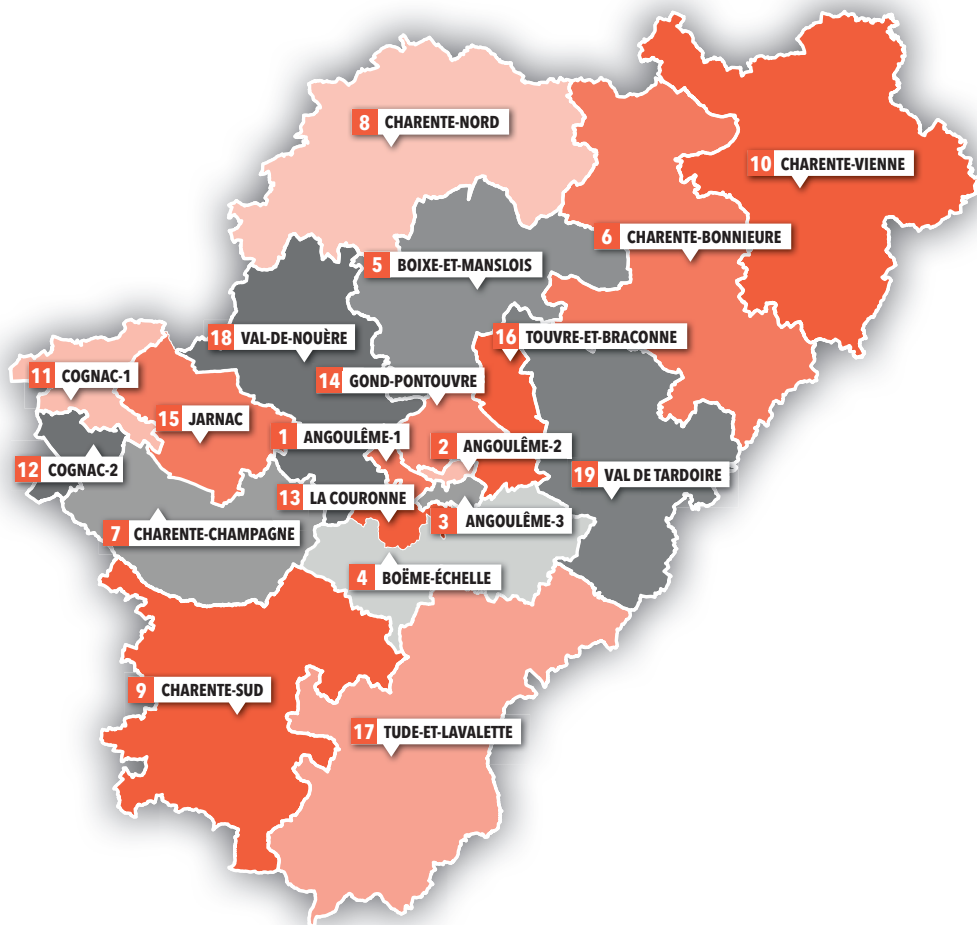 8 CHARENTE-NORD
10 CHARENTE-VIENNE
6 CHARENTE-BONNIEURE
5 BOIXE-ET-MANSLOIS
18 VAL-DE-NOUÈRE
16 TOUVRE-ET-BRACONNE
11 COGNAC-1
14 GOND-PONTOUVRE
15 JARNAC
1 ANGOULÊME-1
2 ANGOULÊME-2
12 COGNAC-2
19 VAL DE TARDOIRE
13 LA COURONNE
3 ANGOULÊME-3
7 CHARENTE-CHAMPAGNE
4 BOËME-ÉCHELLE
9 CHARENTE-SUD
17 TUDE-ET-LAVALETTE